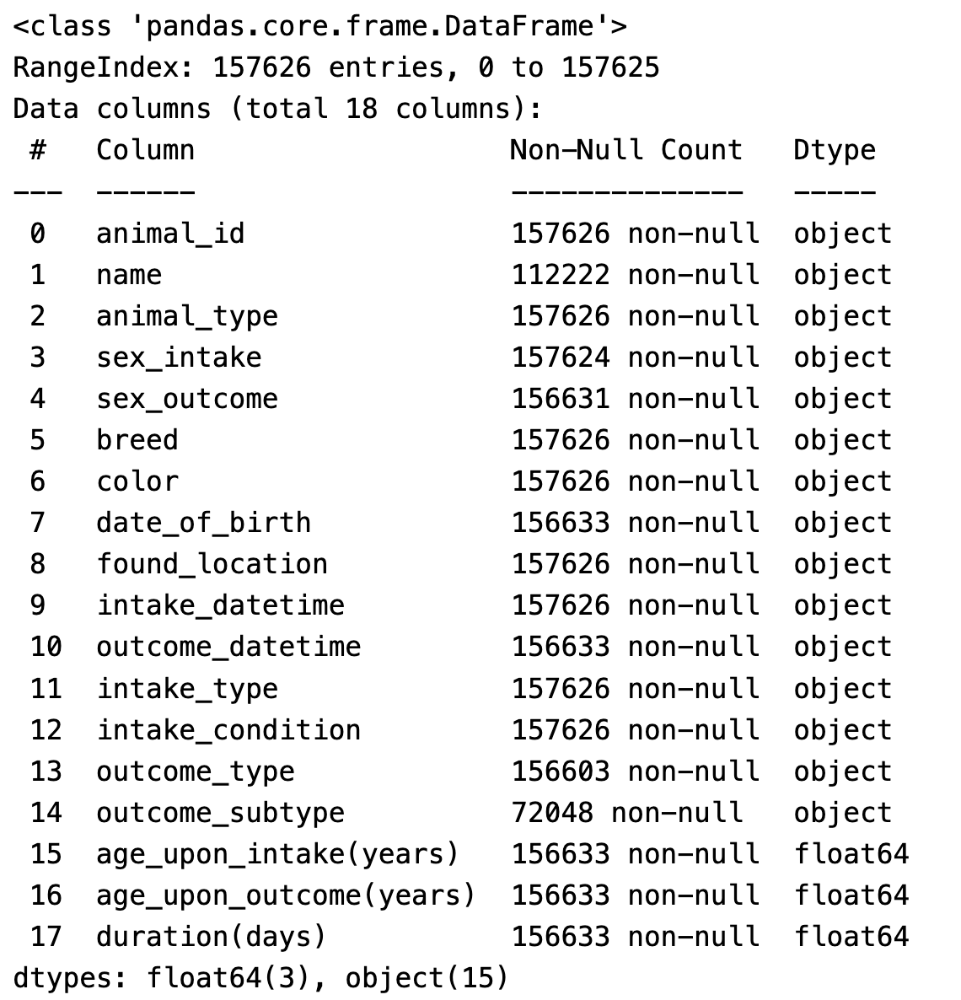 <class 'pandas.core.frame.DataFrame'>
RangeIndex: 157626 entries, 0 to 157625
Data columns (total 18 columns):
 #   Column                   Non-Null Count   Dtype
---  ------                   --------------   -----
 0   animal_id                157626 non-null  object
 1   name                     112222 non-null  object
 2   animal_type              157626 non-null  object
 3   sex_intake               157624 non-null  object
 4   sex_outcome              156631 non-null  object
 5   breed                    157626 non-null  object
 6   color                    157626 non-null  object
 7   date_of_birth            156633 non-null  object
 8   found_location           157626 non-null  object
 9   intake_datetime          157626 non-null  object
 10  outcome_datetime         156633 non-null  object
 11  intake_type              157626 non-null  object
 12  intake_condition         157626 non-null  object
 13  outcome_type             156603 non-null  object
 14  outcome_subtype          72048 non-null   object
 15  age_upon_intake(years)   156633 non-null  float64
 16  age_upon_outcome(years)  156633 non-null  float64
 17  duration(days)           156633 non-null  float64
dtypes: float64(3), object(15)